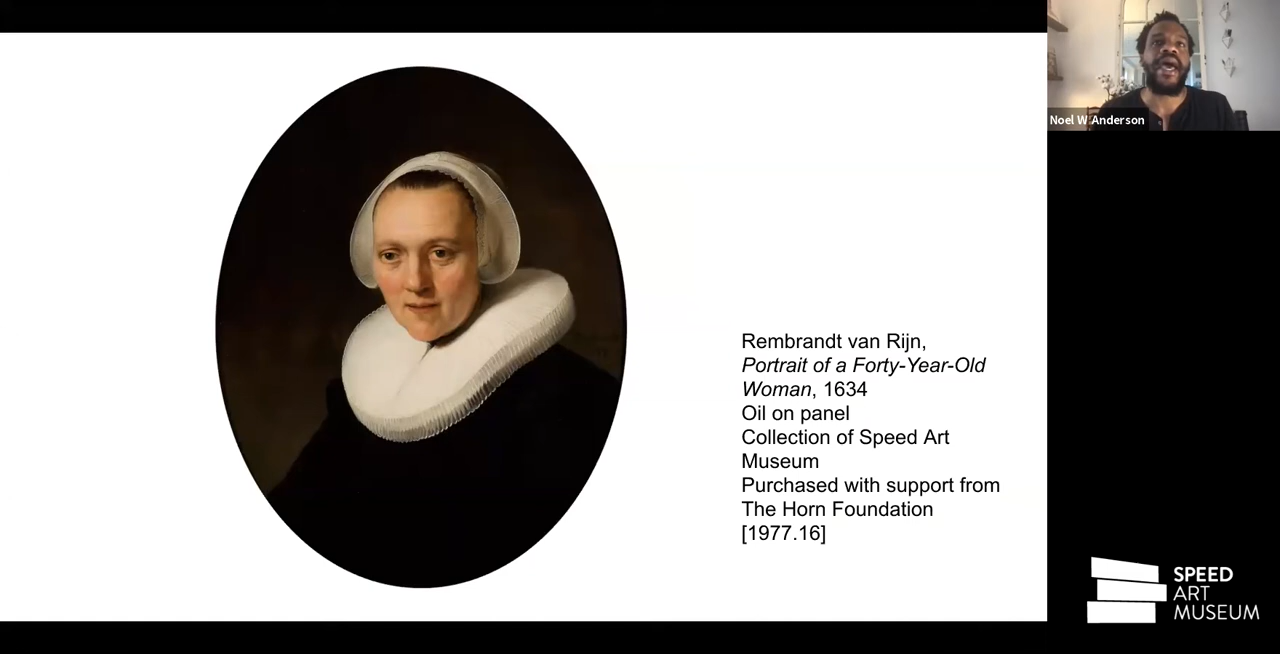 Noel W Anderson
Rembrandt van Rijn,
Portrait of a Forty-Year-Old
Woman, 1634
Oil on panel
Collection of Speed Art
Museum
Purchased with support from
The Horn Foundation
[1977.16]
SPEED
ART
MUSEUM